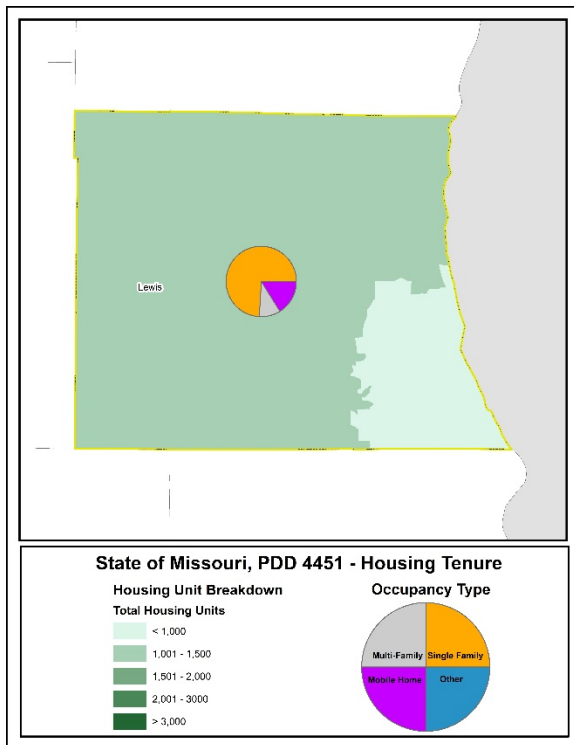 Lewis
State of Missouri, PDD 4451 - Housing Tenure
Housing Unit Breakdown
Total Housing Units
< 1,000
1,001 - 1,500
1,501 - 2,000
2,001 - 3000
> 3,000
Occupancy Type
Multi-Family
Single Family
Mobile Home
Other